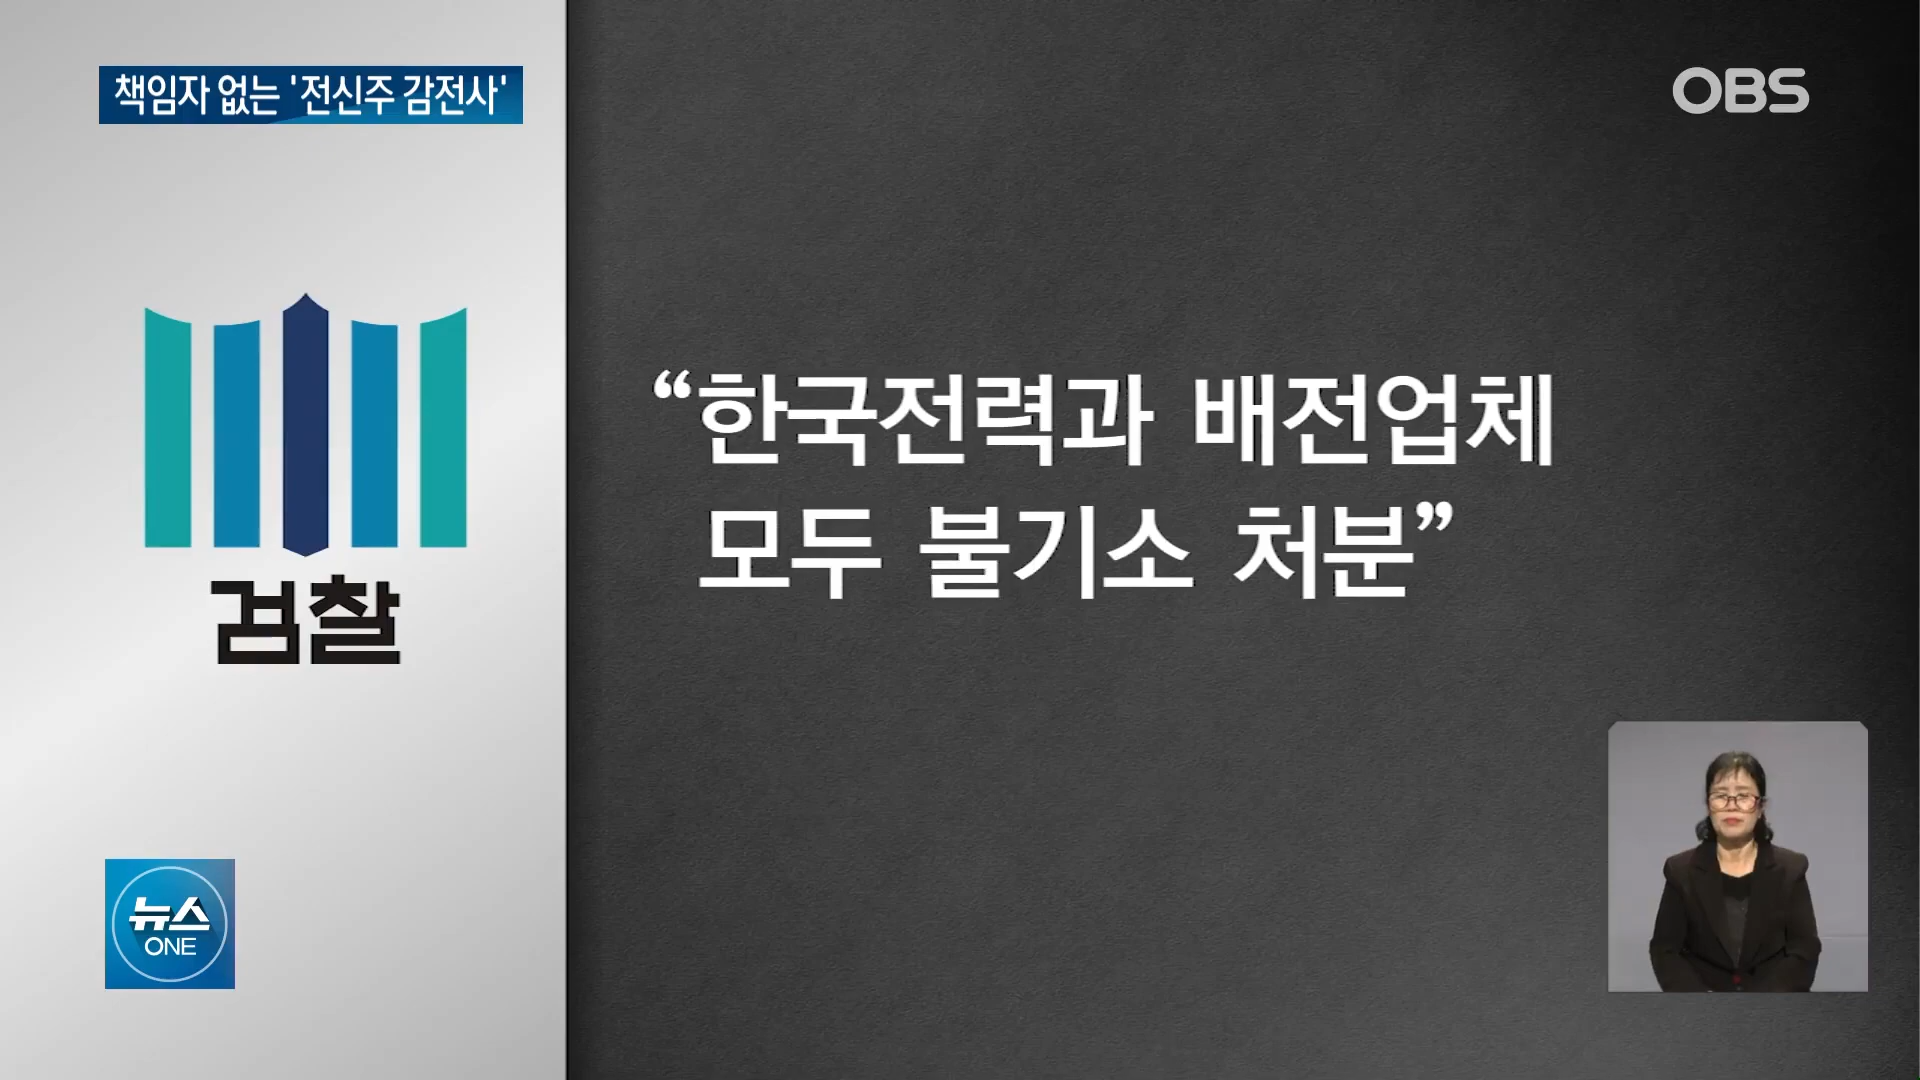 책임자 없는 '전신주 감전사'
OBS
검찰
“한국전력과 배전업체
모두 불기소 처분”
뉴스
ONE